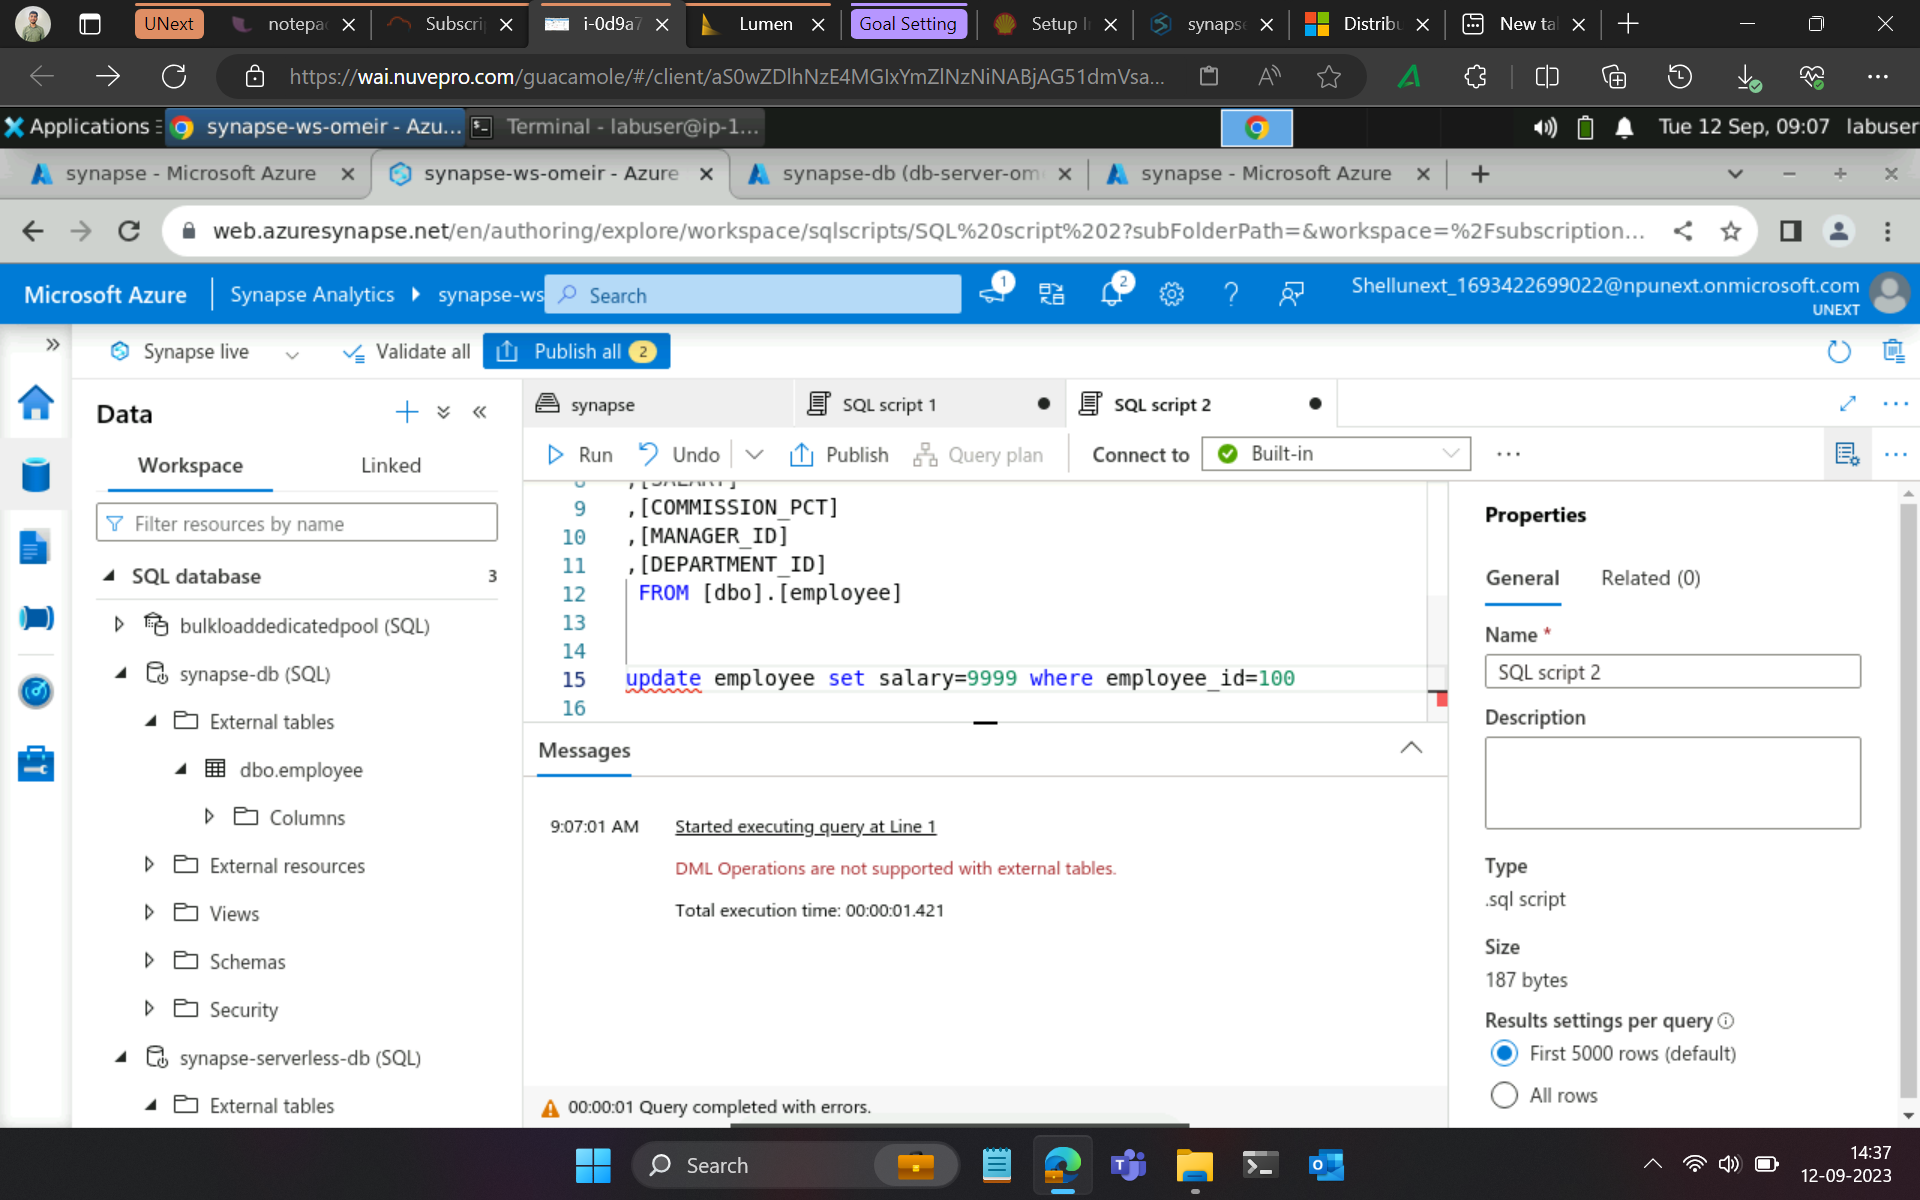 UNext
notepa
Subscri
i-0d9a7
Lumen
Goal Setting
Setup I
synaps
Distribu
New ta
https://wai.nuvepro.com/guacamole/#/client/aS0wZDlhNzE4MGIxYmZlNzNiNABjAG51dmVsa...
Applications
synapse-ws-omeir - Azu...
Terminal - labuser@ip-1...
Tue 12 Sep, 09:07
labuser
synapse - Microsoft Azure
synapse-ws-omeir - Azure
synapse-db (db-server-om
synapse - Microsoft Azure
web.azuresynapse.net/en/authoring/explore/workspace/sqlscripts/SQL%20script%202?subFolderPath=&workspace=%2Fsubscription...
Microsoft Azure
Synapse Analytics
synapse-ws
Search
1
2
Shellunext_1693422699022@npunext.onmicrosoft.com
UNEXT
Synapse live
Validate all
Publish all 2
Data
Workspace
Linked
Filter resources by name
SQL database 3
bulkloaddedicatedpool (SQL)
synapse-db (SQL)
External tables
dbo.employee
Columns
External resources
Views
Schemas
Security
synapse-serverless-db (SQL)
External tables
synapse
SQL script 1
SQL script 2
Run
Undo
Publish
Query plan
Connect to
Built-in
8 ,[SALARY]
9 ,[COMMISSION_PCT]
10 ,[MANAGER_ID]
11 ,[DEPARTMENT_ID]
12 FROM [dbo].[employee]
13
14
15 update employee set salary=9999 where employee_id=100
16
Messages
9:07:01 AM
Started executing query at Line 1
DML Operations are not supported with external tables.
Total execution time: 00:00:01.421
00:00:01 Query completed with errors.
Properties
General
Related (0)
Name *
SQL script 2
Description
Type
.sql script
Size
187 bytes
Results settings per query
First 5000 rows (default)
All rows
Search
14:37
12-09-2023